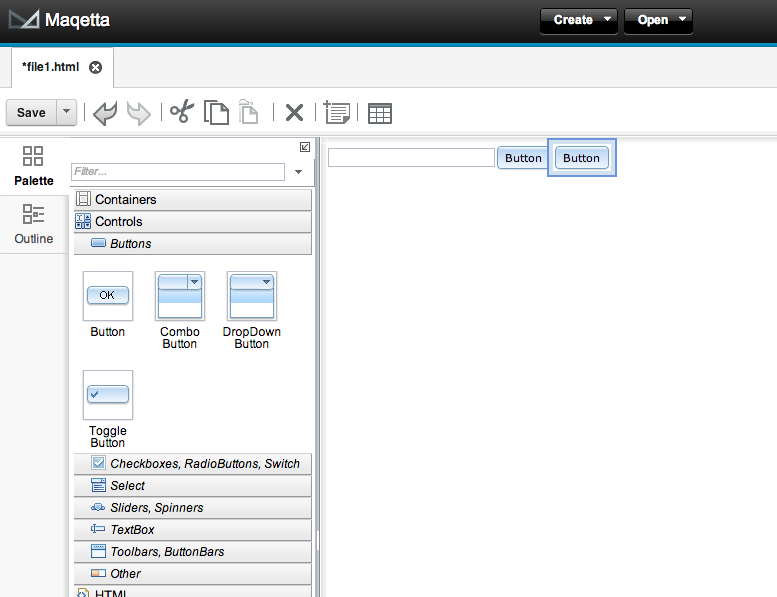 Maqetta
Create
Open
*file1.html
Save
Palette
Outline
Filter...
Containers
Controls
Buttons
OK
Button
Combo
Button
DropDown
Button
Toggle
Button
Checkboxes, RadioButtons, Switch
Select
Sliders, Spinners
TextBox
Toolbars, ButtonBars
Other
HTML
Button
Button